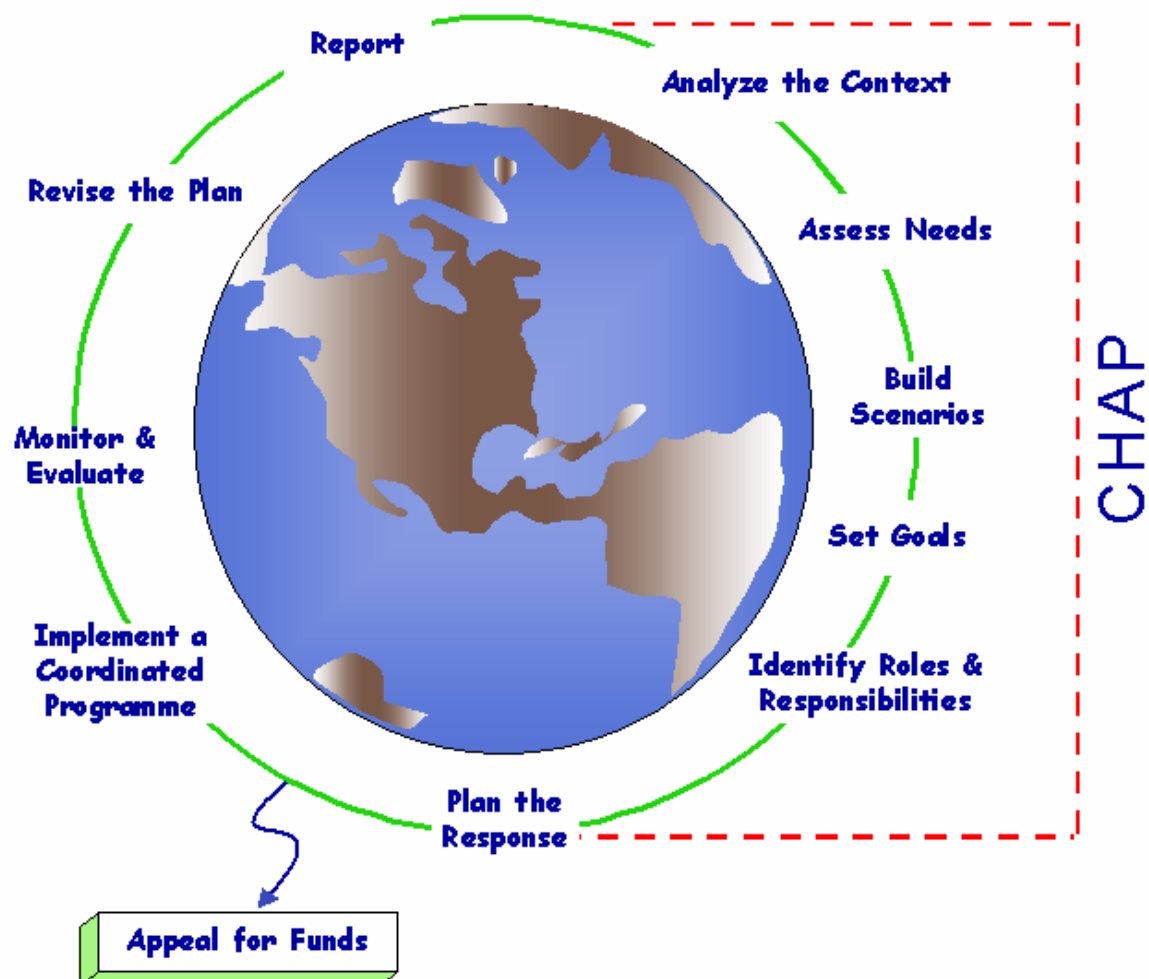 Report
Analyze the Context
Revise the Plan
Assess Needs
Build
Scenarios
CHAP
Monitor &
Evaluate
Set Goals
Implement a
Coordinated
Programme
Identify Roles &
Responsibilities
Plan the
Response
Appeal for Funds